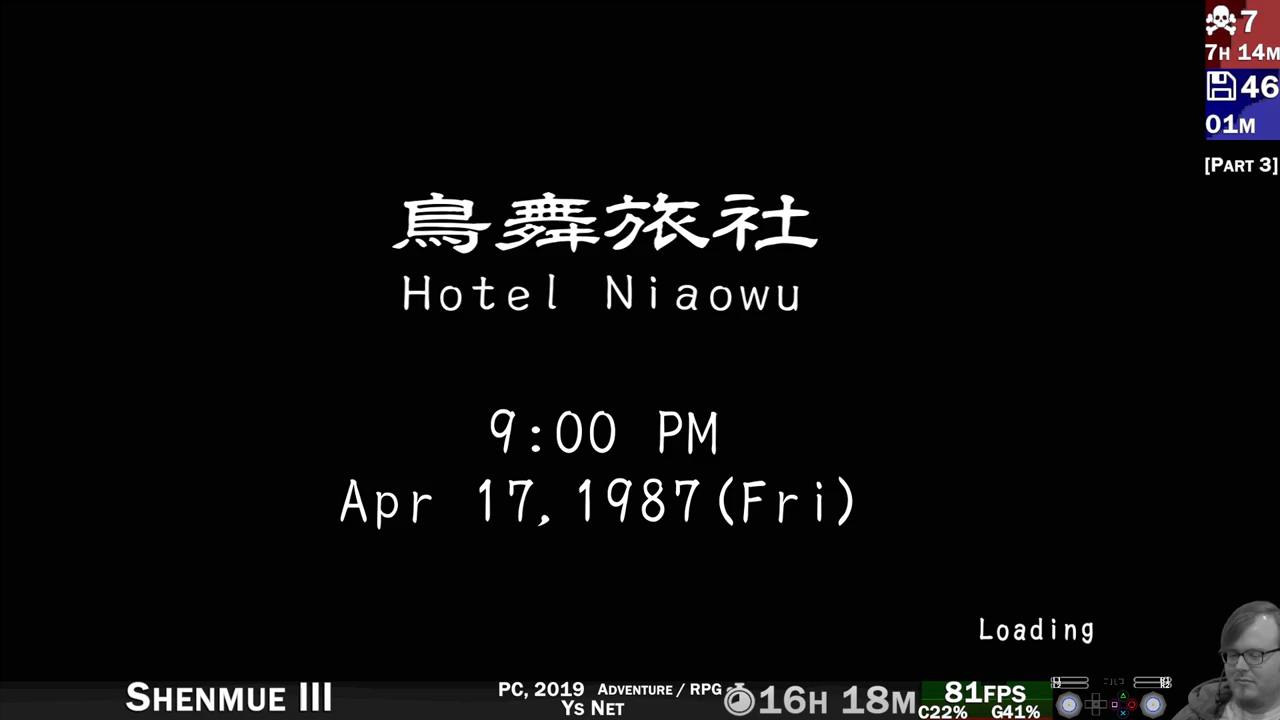 7
7H 14M
46
01M
[PART 3]
鳥舞旅社
Hotel Niaowu
9:00 PM
Apr 17,1987(Fri)
Loading
SHENMUE III
PC, 2019 ADVENTURE / RPG
YS NET
16H 18M
81FPS
C22% G41%